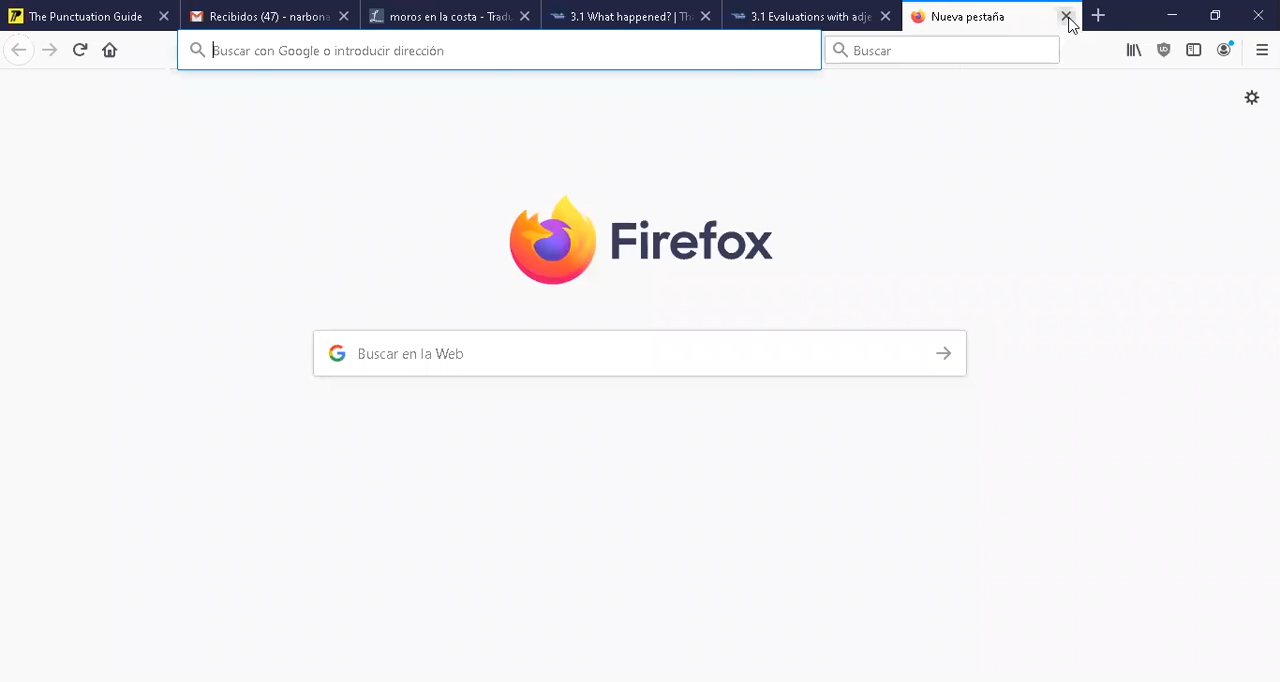 The Punctuation Guide
Recibidos (47) - narbona
moros en la costa - Tradu
3.1 What happened? | Th
3.1 Evaluations with adje
Nueva pestaña
Buscar con Google o introducir dirección
Buscar
Firefox
Buscar en la Web